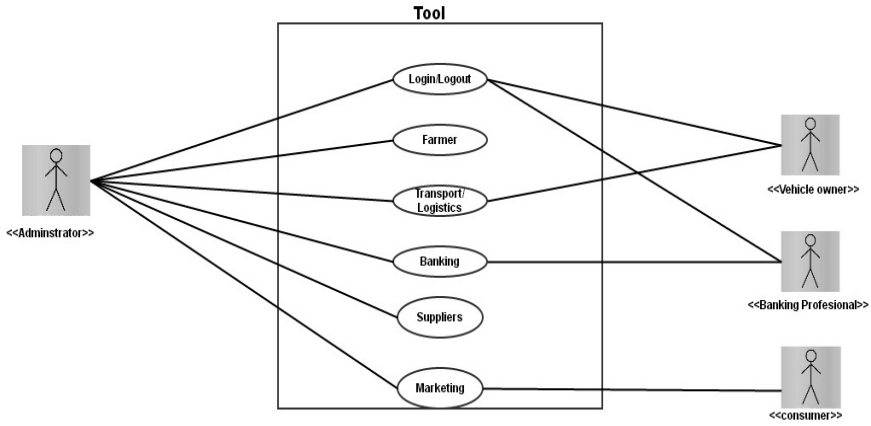 Tool
Login/Logout
Farmer
Transport/
Logistics
Banking
Suppliers
Marketing
<<Adminstrator>>
<<Vehicle owner>>
<<Banking Profesional>>
<<consumer>>